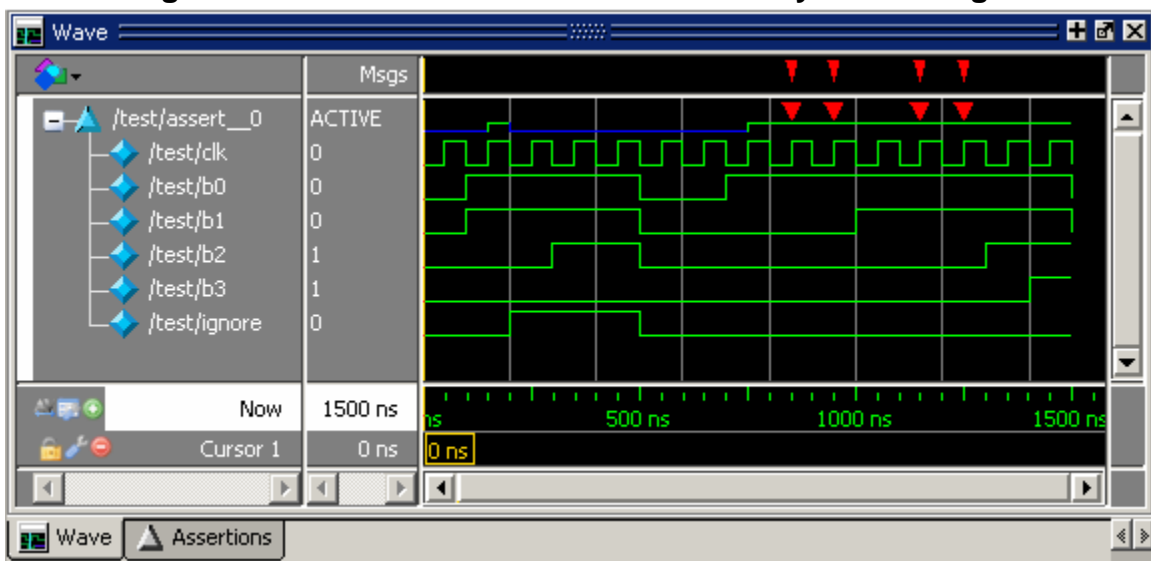 Wave
Msgs
/test/assert__0 ACTIVE
/test/clk 0
/test/b0 0
/test/b1 0
/test/b2 1
/test/b3 1
/test/ignore 0
Now 1500 ns
ns 500 ns 1000 ns 1500 ns
Cursor 1 0 ns 0 ns
Wave Assertions